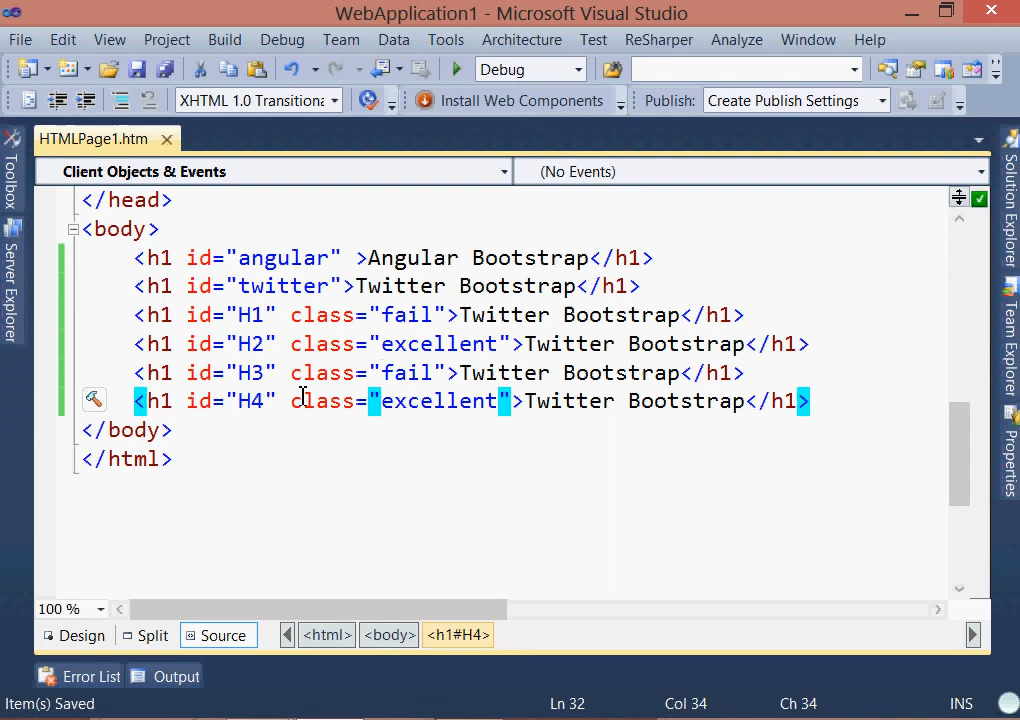 WebApplication1 - Microsoft Visual Studio
File Edit View Project Build Debug Team Data Tools Architecture Test ReSharper Analyze Window Help
Debug
XHTML 1.0 Transition: Install Web Components Publish: Create Publish Settings
HTMLPage1.htm
Client Objects & Events (No Events)
</head>
<body>
<h1 id="angular" >Angular Bootstrap</h1>
<h1 id="twitter">Twitter Bootstrap</h1>
<h1 id="H1" class="fail">Twitter Bootstrap</h1>
<h1 id="H2" class="excellent">Twitter Bootstrap</h1>
<h1 id="H3" class="fail">Twitter Bootstrap</h1>
<h1 id="H4" class="excellent">Twitter Bootstrap</h1>
</body>
</html>
Toolbox
Server Explorer
Solution Explorer
Team Explorer
Properties
100 %
Design Split Source <html> <body> <h1#H4>
Error List Output
Item(s) Saved Ln 32 Col 34 Ch 34 INS